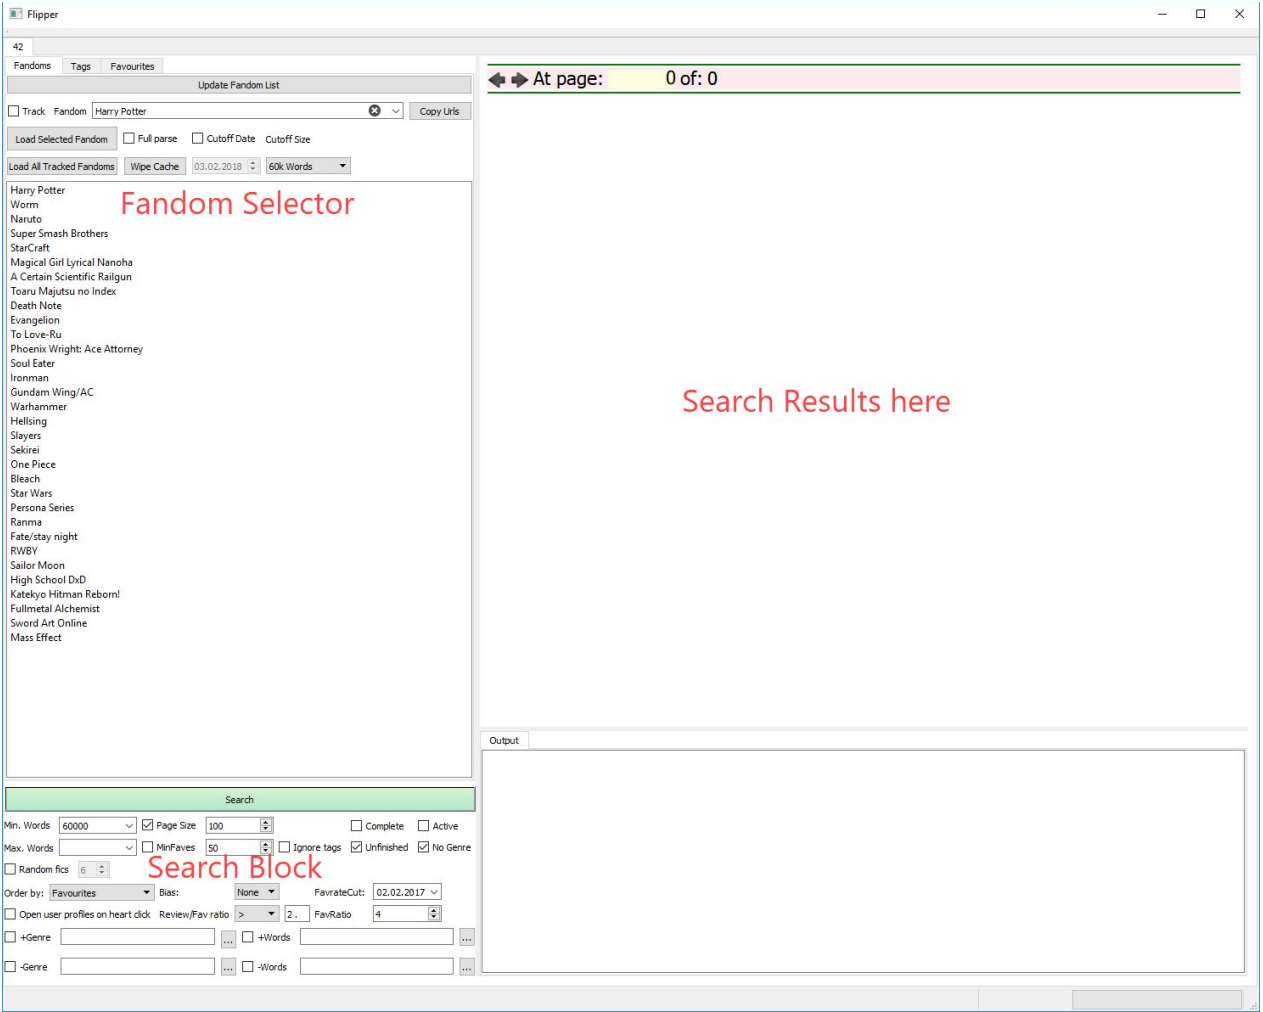 Flipper
42
Fandoms Tags Favourites
Update Fandom List
Track Fandom Harry Potter Copy Urls
Load Selected Fandom Full parse Cutoff Date Cutoff Size
Load All Tracked Fandoms Wipe Cache 03.02.2018 60k Words
Harry Potter
Worm
Naruto
Super Smash Brothers
StarCraft
Magical Girl Lyrical Nanoha
A Certain Scientific Railgun
Toaru Majutsu no Index
Death Note
Evangelion
To Love-Ru
Phoenix Wright: Ace Attorney
Soul Eater
Ironman
Gundam Wing/AC
Warhammer
Hellsing
Slayers
Sekirei
One Piece
Bleach
Star Wars
Persona Series
Ranma
Fate/stay night
RWBY
Sailor Moon
High School DxD
Katekyo Hitman Reborn!
Fullmetal Alchemist
Sword Art Online
Mass Effect
Fandom Selector
Search
Min. Words 60000 Page Size 100 Complete Active
Max. Words MinFaves 50 Ignore tags Unfinished No Genre
Random fics 6
Search Block
Order by: Favourites Bias: None FavrateCut: 02.02.2017
Open user profiles on heart click Review/Fav ratio > 2. FavRatio 4
+Genre ... +Words ...
-Genre ... -Words ...
At page: 0 of: 0
Search Results here
Output